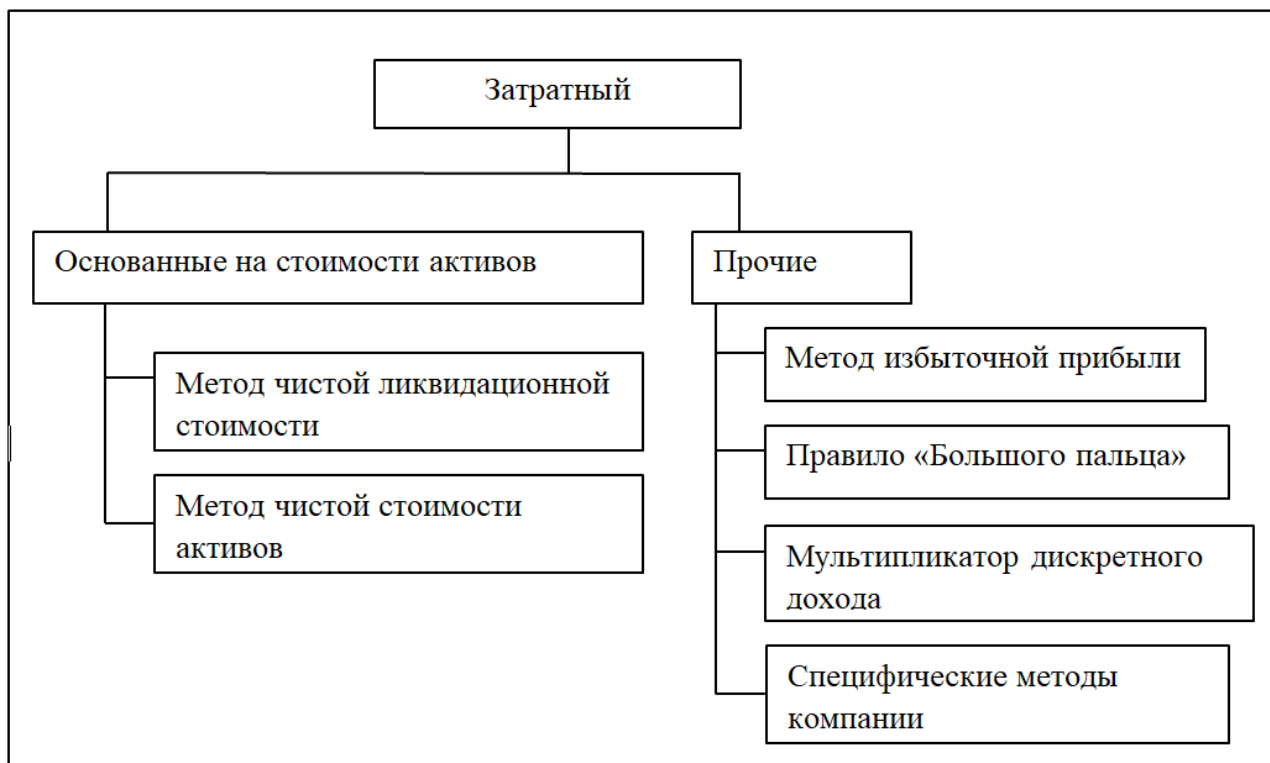 Затратный
Основанные на стоимости активов
Метод чистой ликвидационной
стоимости
Метод чистой стоимости
активов
Прочие
Метод избыточной прибыли
Правило «Большого пальца»
Мультипликатор дискретного
дохода
Специфические методы
компании